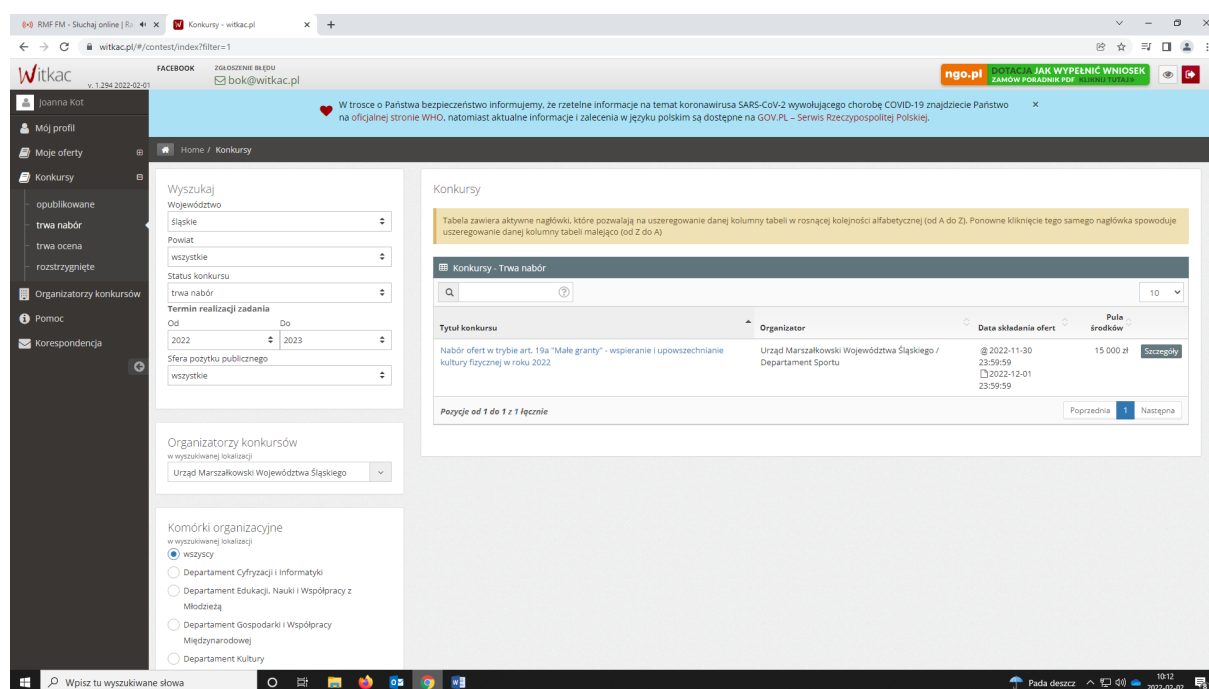 RMF FM - Słuchaj online | Ra
Konkursy - witkac.pl
witkac.pl/#/contest/index?filter=1
Witkac
v. 1.294 2022-02-01
FACEBOOK
ZGŁOSZENIE BŁĘDU
bok@witkac.pl
ngo.pl
DOTACJA JAK WYPEŁNIĆ WNIOSEK
ZAMÓW PORADNIK PDF KLIKNIJ TUTAJ»
W trosce o Państwa bezpieczeństwo informujemy, że rzetelne informacje na temat koronawirusa SARS-CoV-2 wywołującego chorobę COVID-19 znajdziecie Państwo
na oficjalnej stronie WHO, natomiast aktualne informacje i zalecenia w języku polskim są dostępne na GOV.PL – Serwis Rzeczypospolitej Polskiej.
Joanna Kot
Mój profil
Moje oferty
Konkursy
opublikowane
trwa nabór
trwa ocena
rozstrzygnięte
Organizatorzy konkursów
Pomoc
Korespondencja
Home / Konkursy
Wyszukaj
Województwo
śląskie
Powiat
wszystkie
Status konkursu
trwa nabór
Termin realizacji zadania
Od Do
2022 2023
Sfera pożytku publicznego
wszystkie
Organizatorzy konkursów
w wyszukiwanej lokalizacji
Urząd Marszałkowski Województwa Śląskiego
Komórki organizacyjne
w wyszukiwanej lokalizacji
wszyscy
Departament Cyfryzacji i Informatyki
Departament Edukacji, Nauki i Współpracy z
Młodzieżą
Departament Gospodarki i Współpracy
Międzynarodowej
Departament Kultury
Konkursy
Tabela zawiera aktywne nagłówki, które pozwalają na uszeregowanie danej kolumny tabeli w rosnącej kolejności alfabetycznej (od A do Z). Ponowne kliknięcie tego samego nagłówka spowoduje
uszeregowanie danej kolumny tabeli malejąco (od Z do A)
Konkursy - Trwa nabór
10
Tytuł konkursu Organizator Data składania ofert Pula środków
Nabór ofert w trybie art. 19a "Małe granty" - wspieranie i upowszechnianie
kultury fizycznej w roku 2022
Urząd Marszałkowski Województwa Śląskiego /
Departament Sportu
@ 2022-11-30
23:59:59
2022-12-01
23:59:59
15 000 zł
Szczegóły
Pozycje od 1 do 1 z 1 łącznie
Poprzednia 1 Następna
Wpisz tu wyszukiwane słowa
Pada deszcz
10:12
2022-02-02